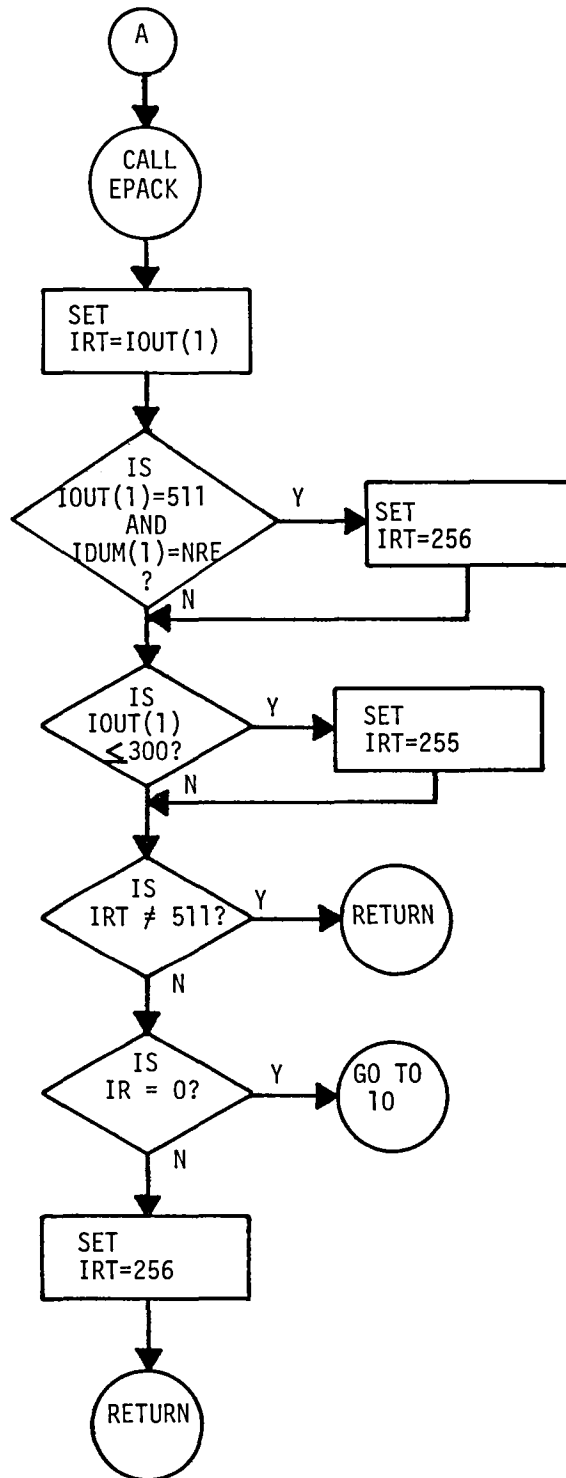 A
CALL
EPACK
SET
IRT=IOUT(1)
IS
IOUT(1)=511
AND
IDUM(1)=NRE
?
Y
SET
IRT=256
N
IS
IOUT(1)
≤300?
Y
SET
IRT=255
N
IS
IRT ≠ 511?
Y
RETURN
N
IS
IR = 0?
Y
GO TO
10
N
SET
IRT=256
RETURN